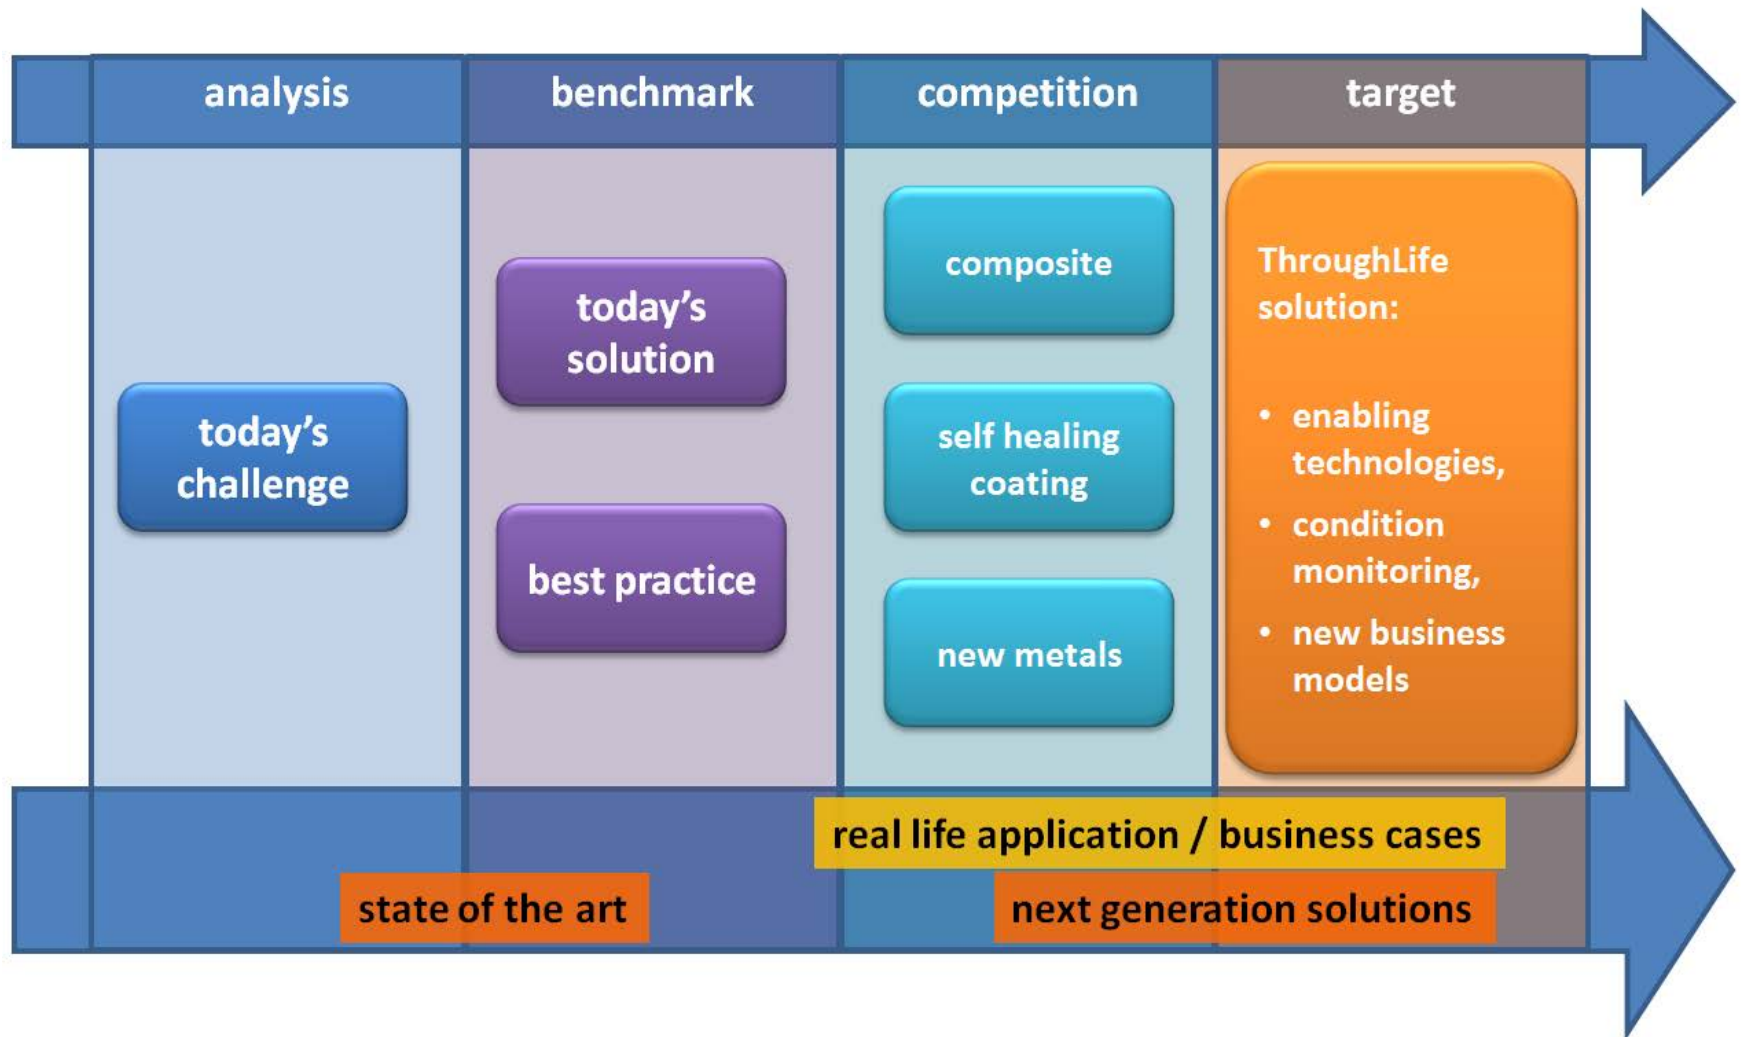 analysis
benchmark
competition
target
today's
challenge
today's
solution
best practice
composite
self healing
coating
new metals
ThroughLife
solution:
• enabling
technologies,
• condition
monitoring,
• new business
models
real life application / business cases
state of the art
next generation solutions